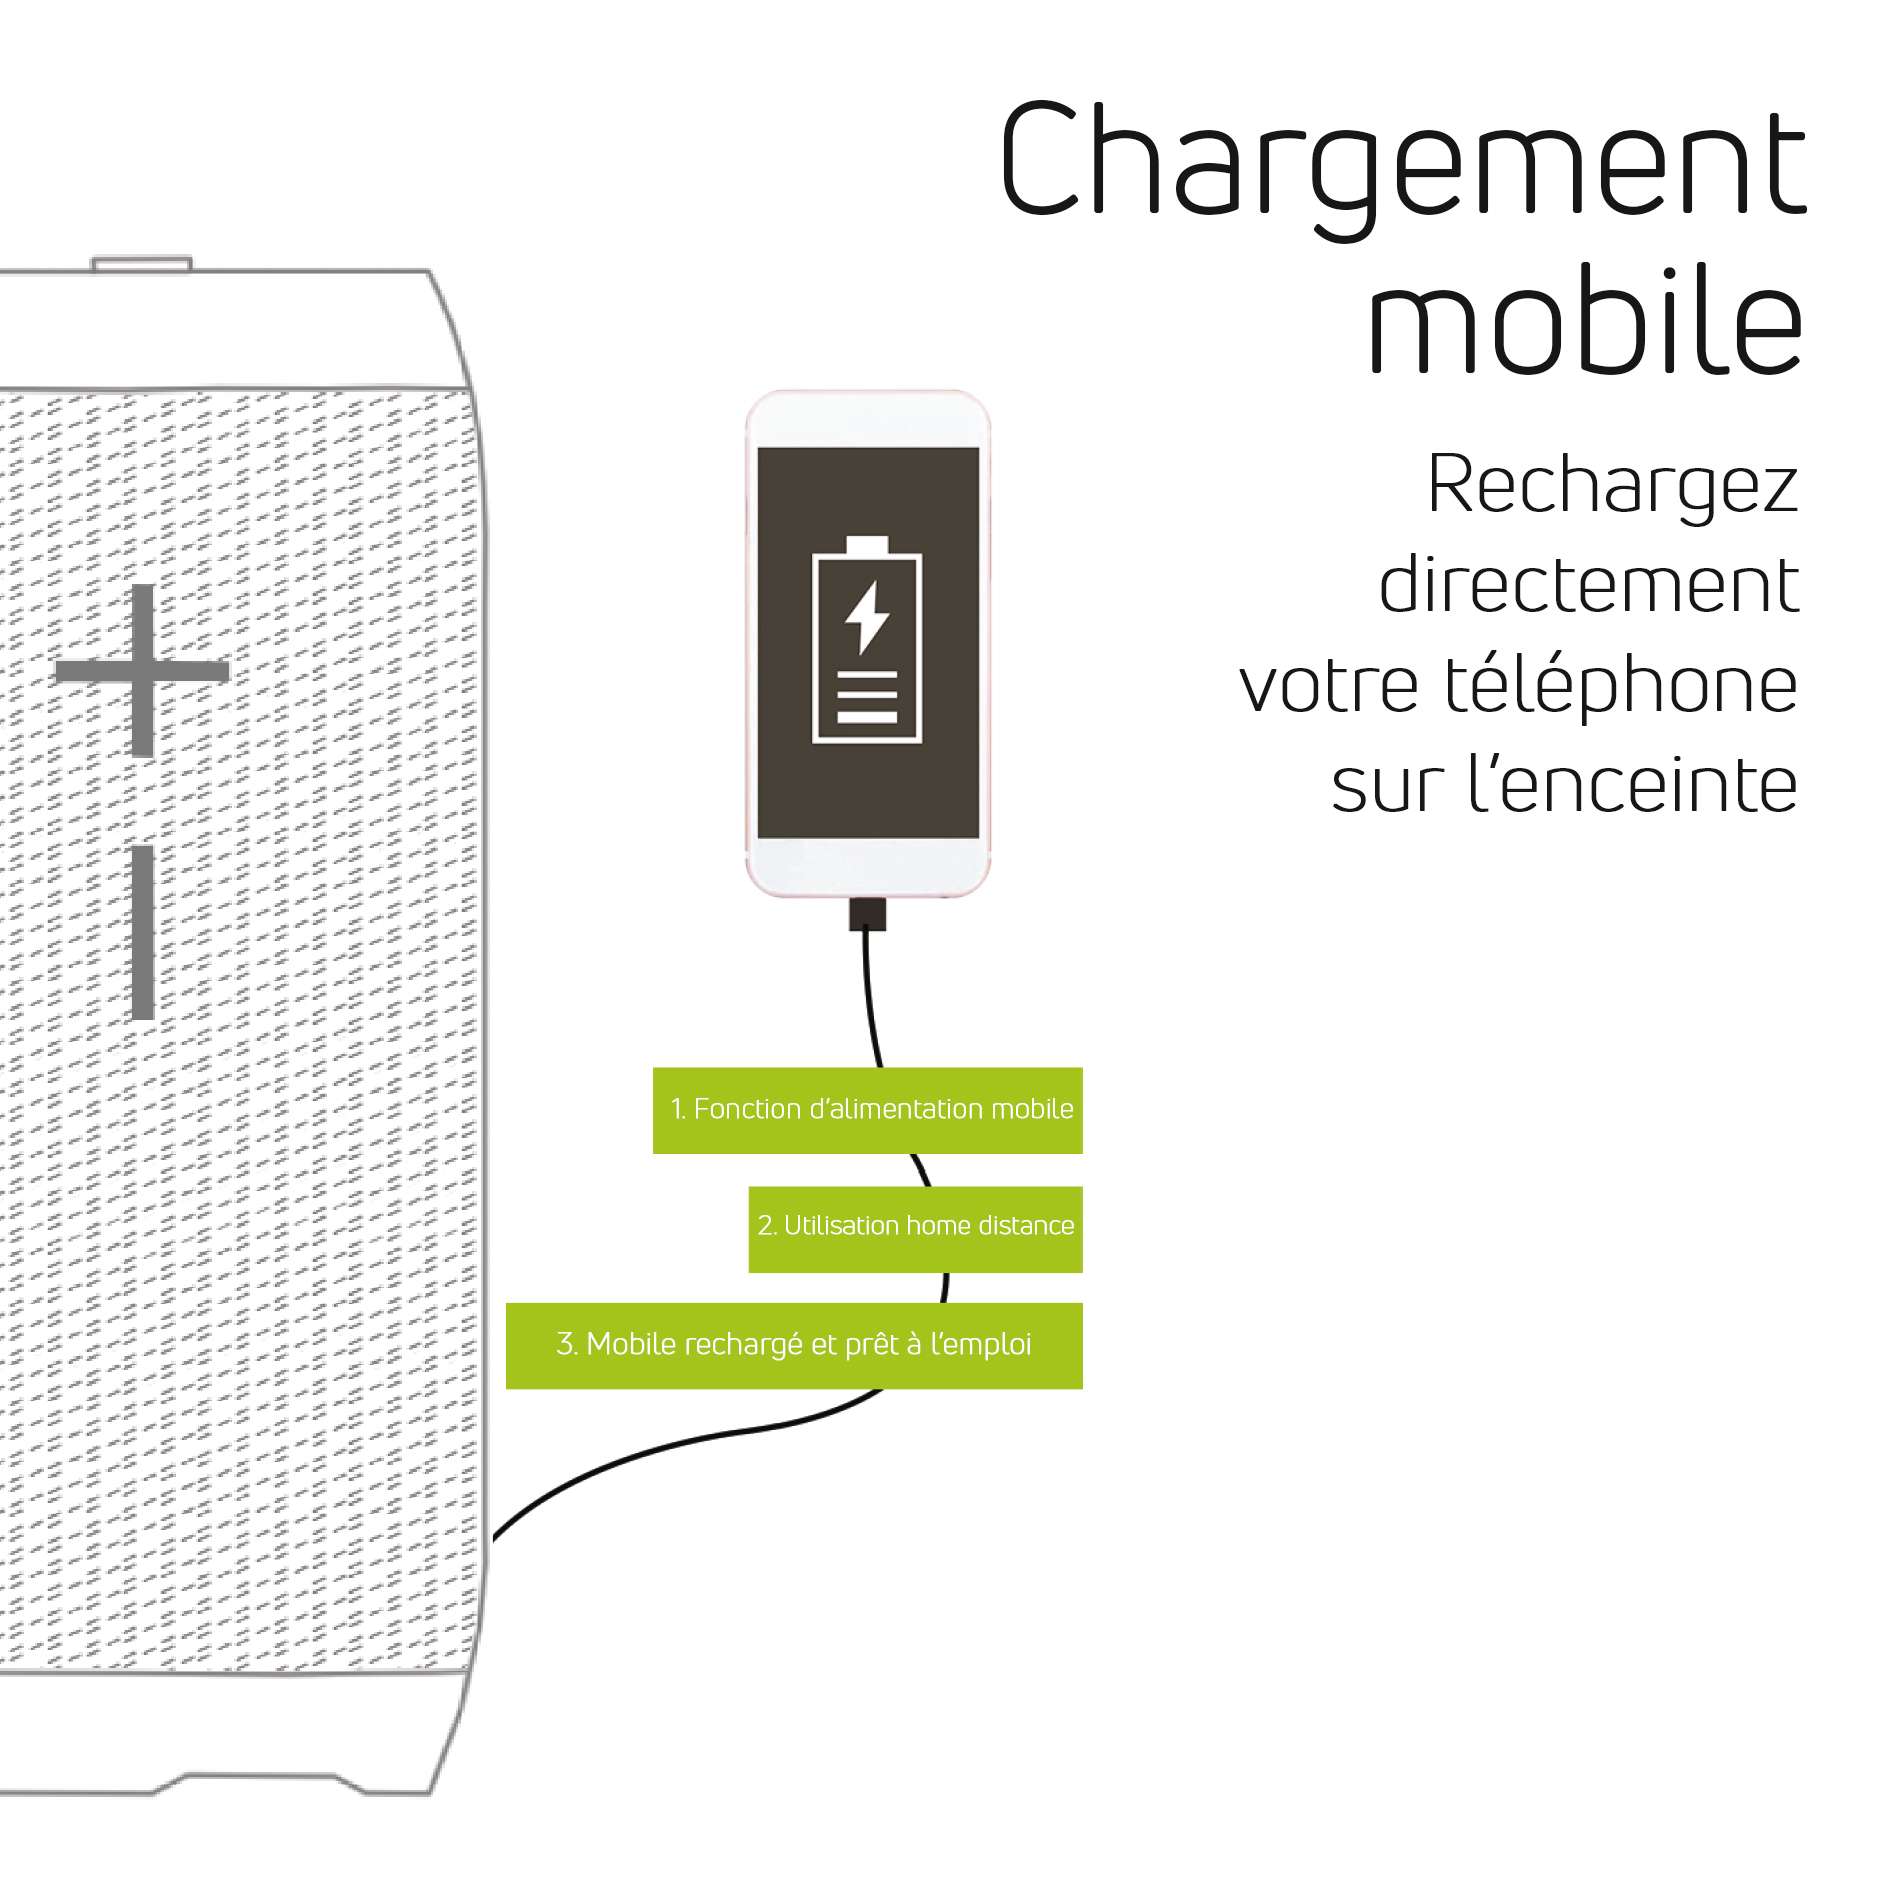 Chargement
mobile
Rechargez
directement
votre téléphone
sur l'enceinte
1. Fonction d'alimentation mobile
2. Utilisation home distance
3. Mobile rechargé et prêt à l'emploi